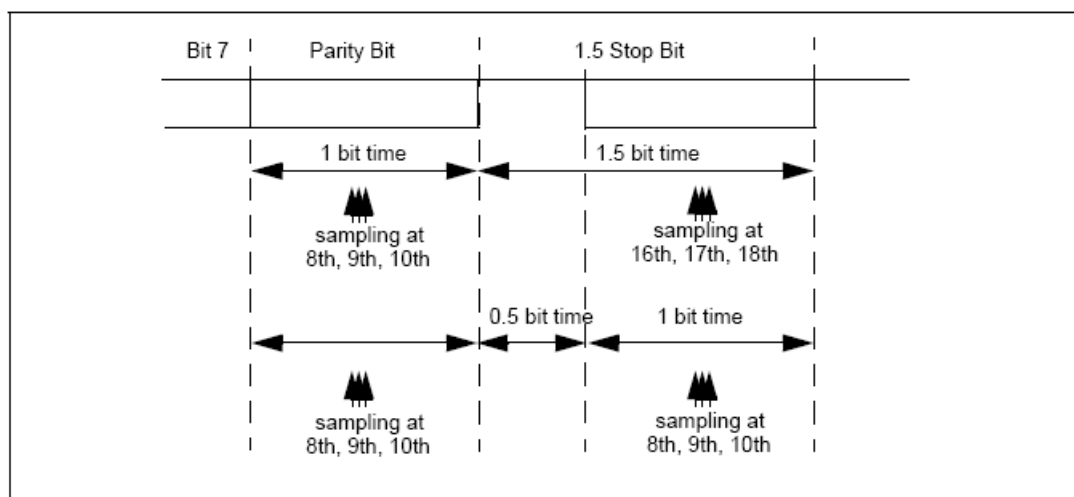 Bit 7 Parity Bit 1.5 Stop Bit
1 bit time 1.5 bit time
sampling at sampling at
8th, 9th, 10th 16th, 17th, 18th
0.5 bit time 1 bit time
sampling at sampling at
8th, 9th, 10th 8th, 9th, 10th